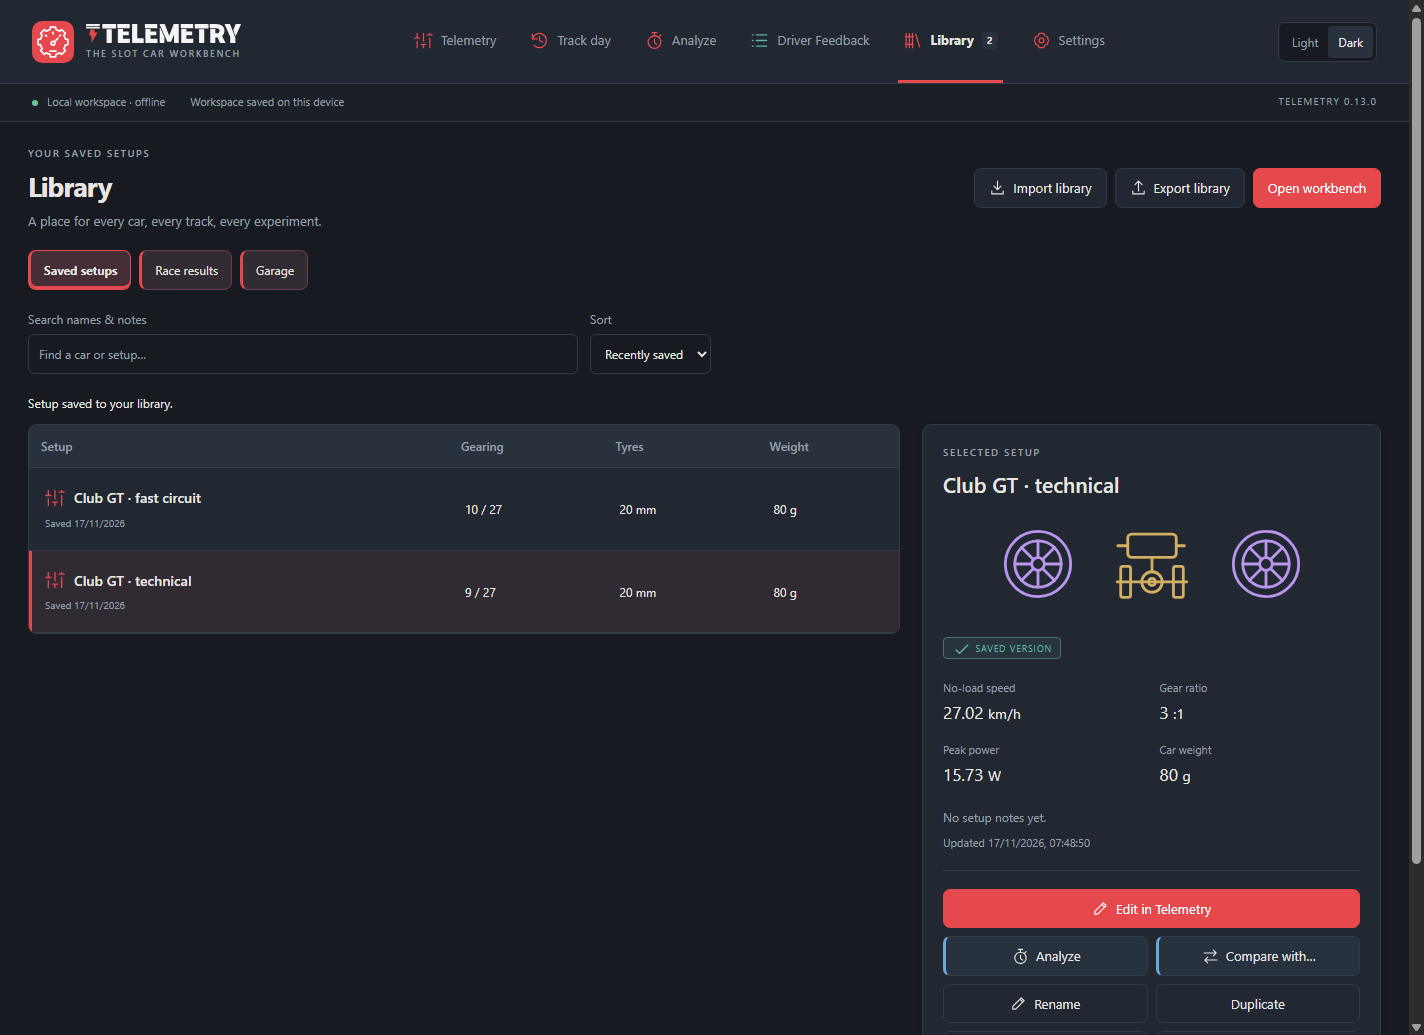 TELEMETRY
THE SLOT CAR WORKBENCH
Telemetry
Track day
Analyze
Driver Feedback
Library 2
Settings
Light
Dark
Local workspace · offline
Workspace saved on this device
TELEMETRY 0.13.0
YOUR SAVED SETUPS
Library
A place for every car, every track, every experiment.
Import library
Export library
Open workbench
Saved setups
Race results
Garage
Search names & notes
Sort
Find a car or setup...
Recently saved
Setup saved to your library.
Setup Gearing Tyres Weight
Club GT · fast circuit
Saved 17/11/2026
10 / 27
20 mm
80 g
Club GT · technical
Saved 17/11/2026
9 / 27
20 mm
80 g
SELECTED SETUP
Club GT · technical
SAVED VERSION
No-load speed
27.02 km/h
Gear ratio
3 :1
Peak power
15.73 W
Car weight
80 g
No setup notes yet.
Updated 17/11/2026, 07:48:50
Edit in Telemetry
Analyze
Compare with...
Rename
Duplicate